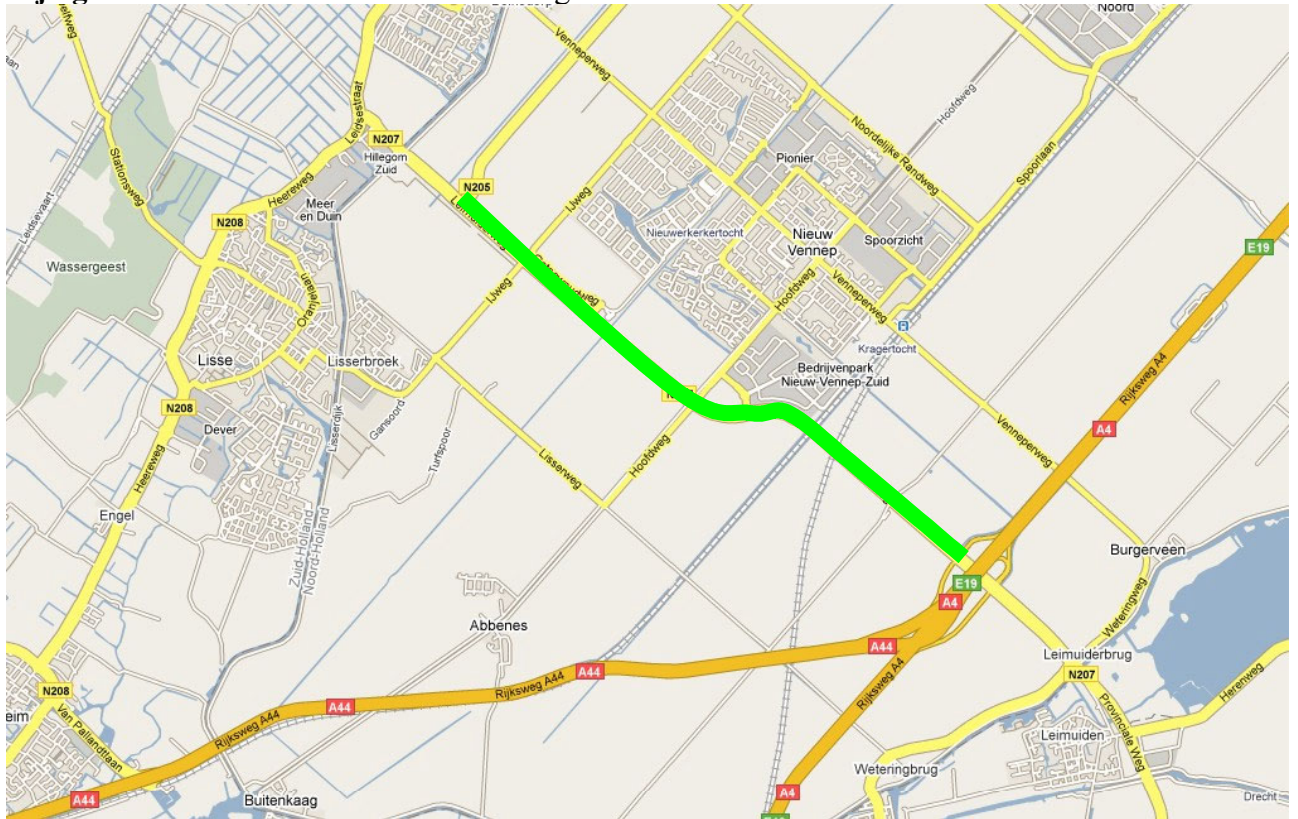 Noord
Venneperweg
Leidsestraat
N207
Hillegom
Zuid
Hoofdweg
Noordelijke Randweg
Pionier
Spoorlaan
Stationsweg
Heereweg
Meer
en Duin
N205
IJweg
Leidsevaart
N208
Nieuwerkerkertocht
Nieuw
Vennep
Spoorzicht
E19
Wassergeest
Oranjelaan
IJweg
Hoofdweg
Venneperweg
Lisse
Lisserbroek
Kragertocht
Bedrijvenpark
Nieuw-Vennep-Zuid
Rijksweg A4
N208
Dever
Gansoord
Lisserdijk
Turfspoor
Hoofdweg
A4
Venneperweg
Heereweg
Lisserweg
Engel
Zuid-Holland
Noord-Holland
Burgerveen
E19
A4
Weteringweg
Abbenes
Leimuiderbrug
A44
N207
Herenweg
A44
Rijksweg A44
Rijksweg A4
N208
A44
Van Pallandtlaan
Rijksweg A44
Provinciale Weg
Leimuiden
Weteringbrug
A44
Buitenkaag
A4
Drecht